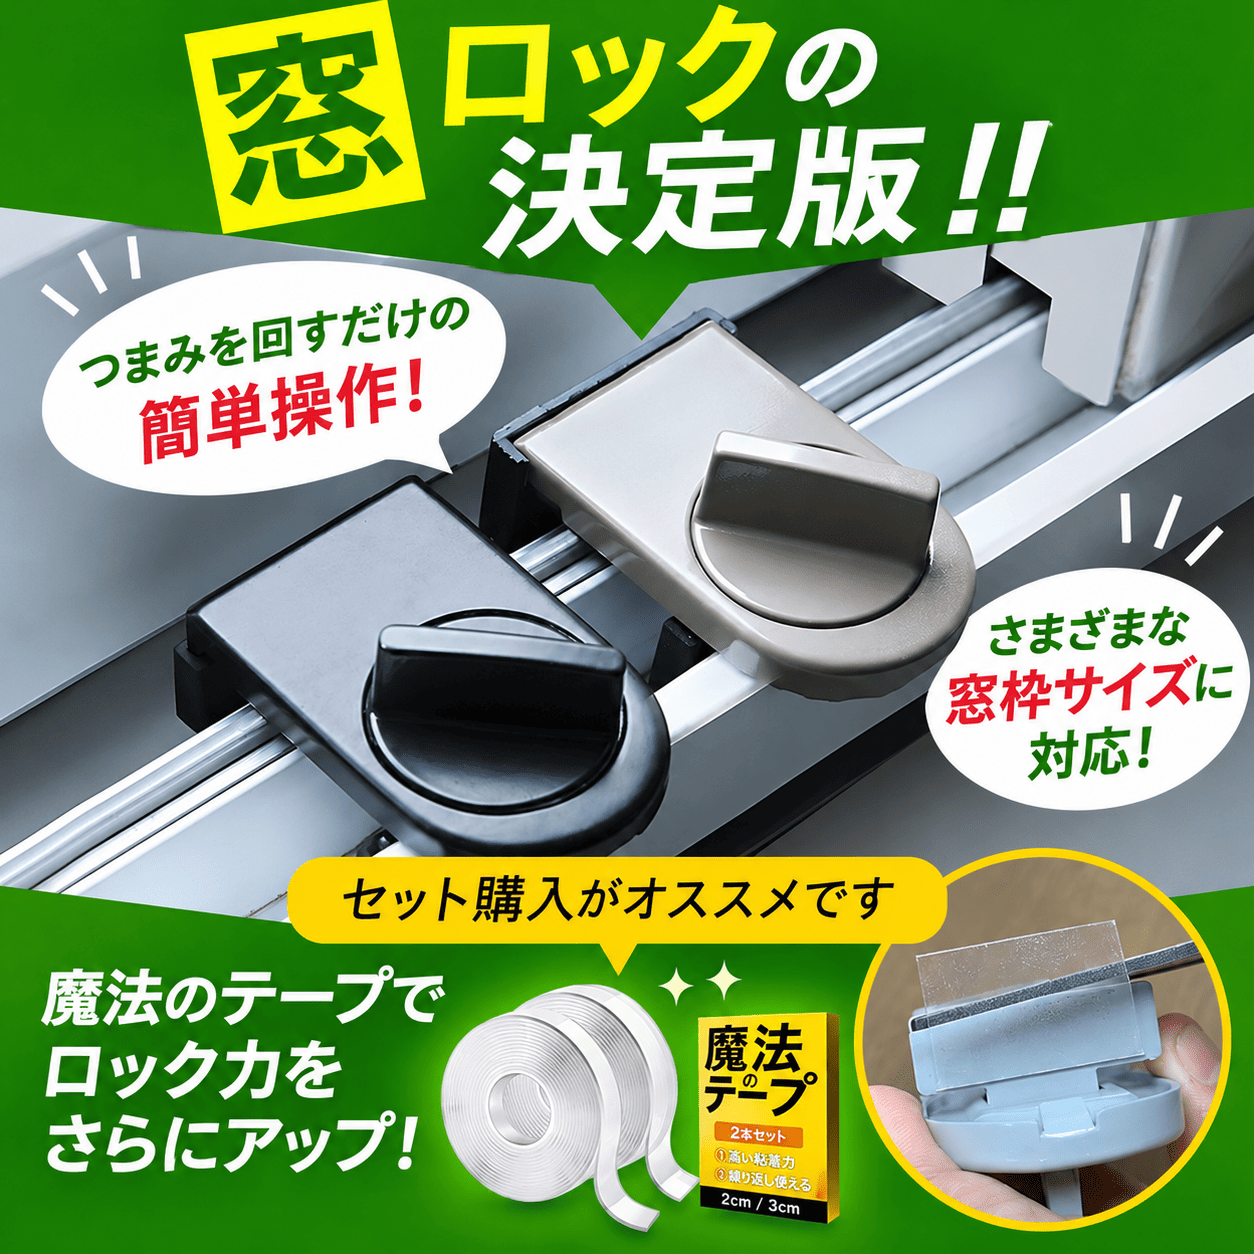 窓ロックの
決定版!!
つまみを回すだけの
簡単操作!
さまざまな
窓枠サイズに
対応!
セット購入がオススメです
魔法のテープで
ロック力を
さらにアップ!
魔法
の
テープ
2本セット
①高い粘着力
②繰り返し使える
2cm / 3cm